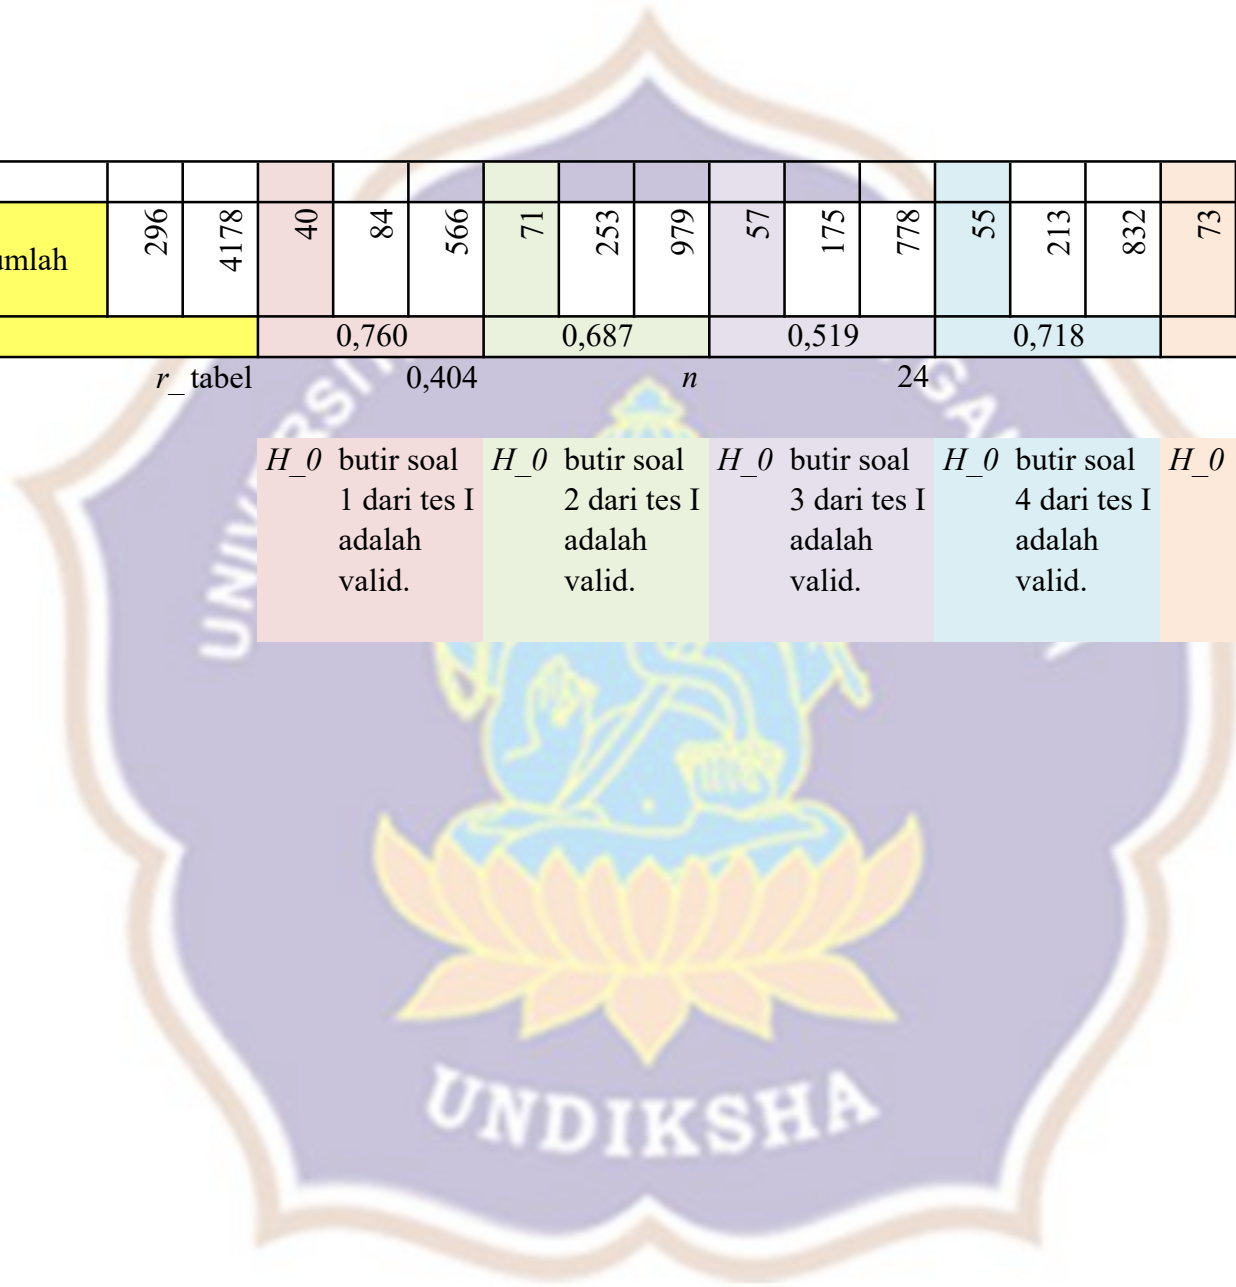 umlah 296 4178 40 84 566 71 253 979 57 175 778 55 213 832 73
0,760 0,687 0,519 0,718
r_tabel 0,404 n 24
H_0 butir soal H_0 butir soal H_0 butir soal H_0 butir soal H_0
1 dari tes I 2 dari tes I 3 dari tes I 4 dari tes I
adalah adalah adalah adalah
valid. valid. valid. valid.
UNDIKSHA